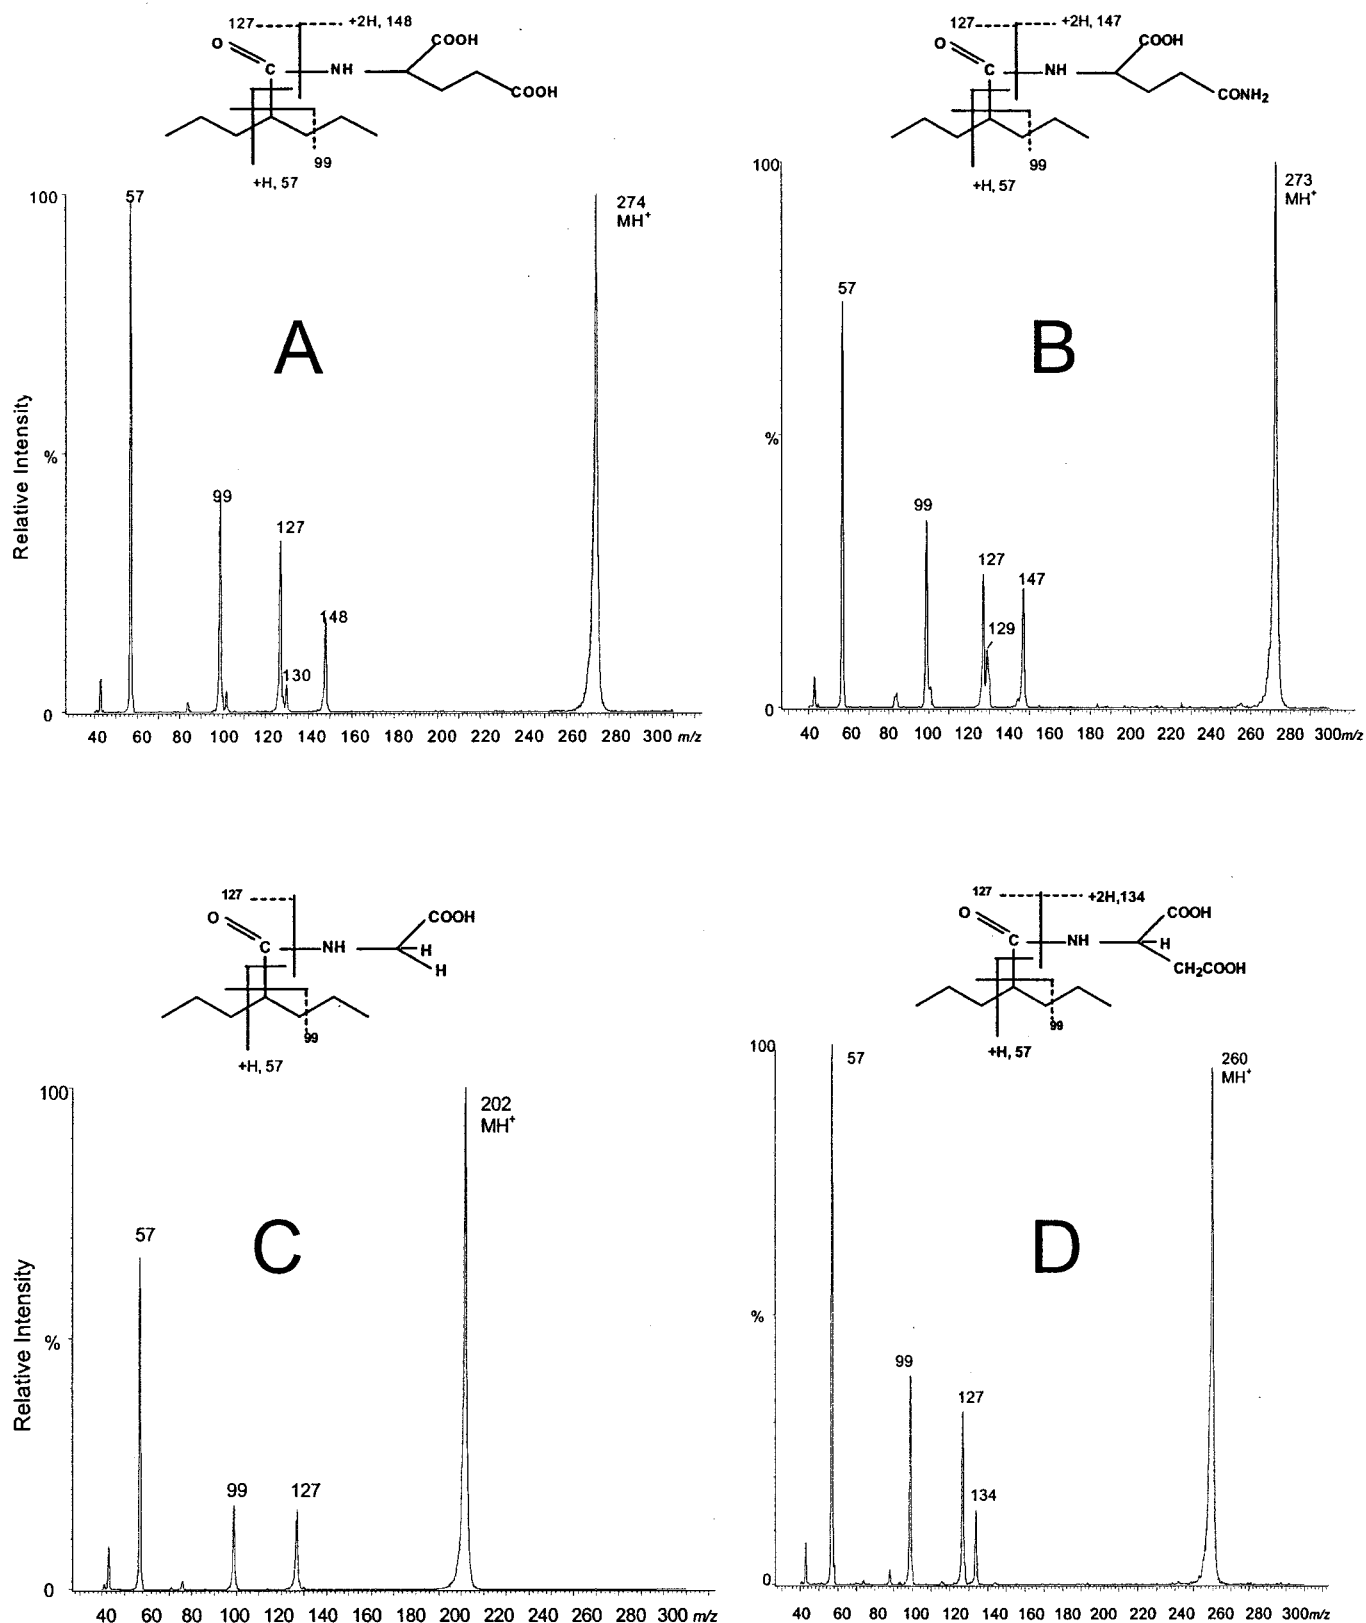 127 +2H, 148
O COOH
C NH
COOH
99
+H, 57
100 57 274
MH⁺
A
Relative Intensity
%
99
127
148
130
0
40 60 80 100 120 140 160 180 200 220 240 260 280 300 m/z
127 +2H, 147
O COOH
C NH
CONH₂
99
+H, 57
100
273
MH⁺
57
B
%
99
127
147
129
0
40 60 80 100 120 140 160 180 200 220 240 260 280 300m/z
127
O COOH
C NH H
H
99
+H, 57
100
202
MH⁺
57
C
Relative Intensity
%
99 127
0
40 60 80 100 120 140 160 180 200 220 240 260 280 300 m/z
127 +2H,134
O COOH
C NH H
CH₂COOH
99
+H, 57
100 57 260
MH⁺
D
%
99
127
134
0
40 60 80 100 120 140 160 180 200 220 240 260 280 300m/z